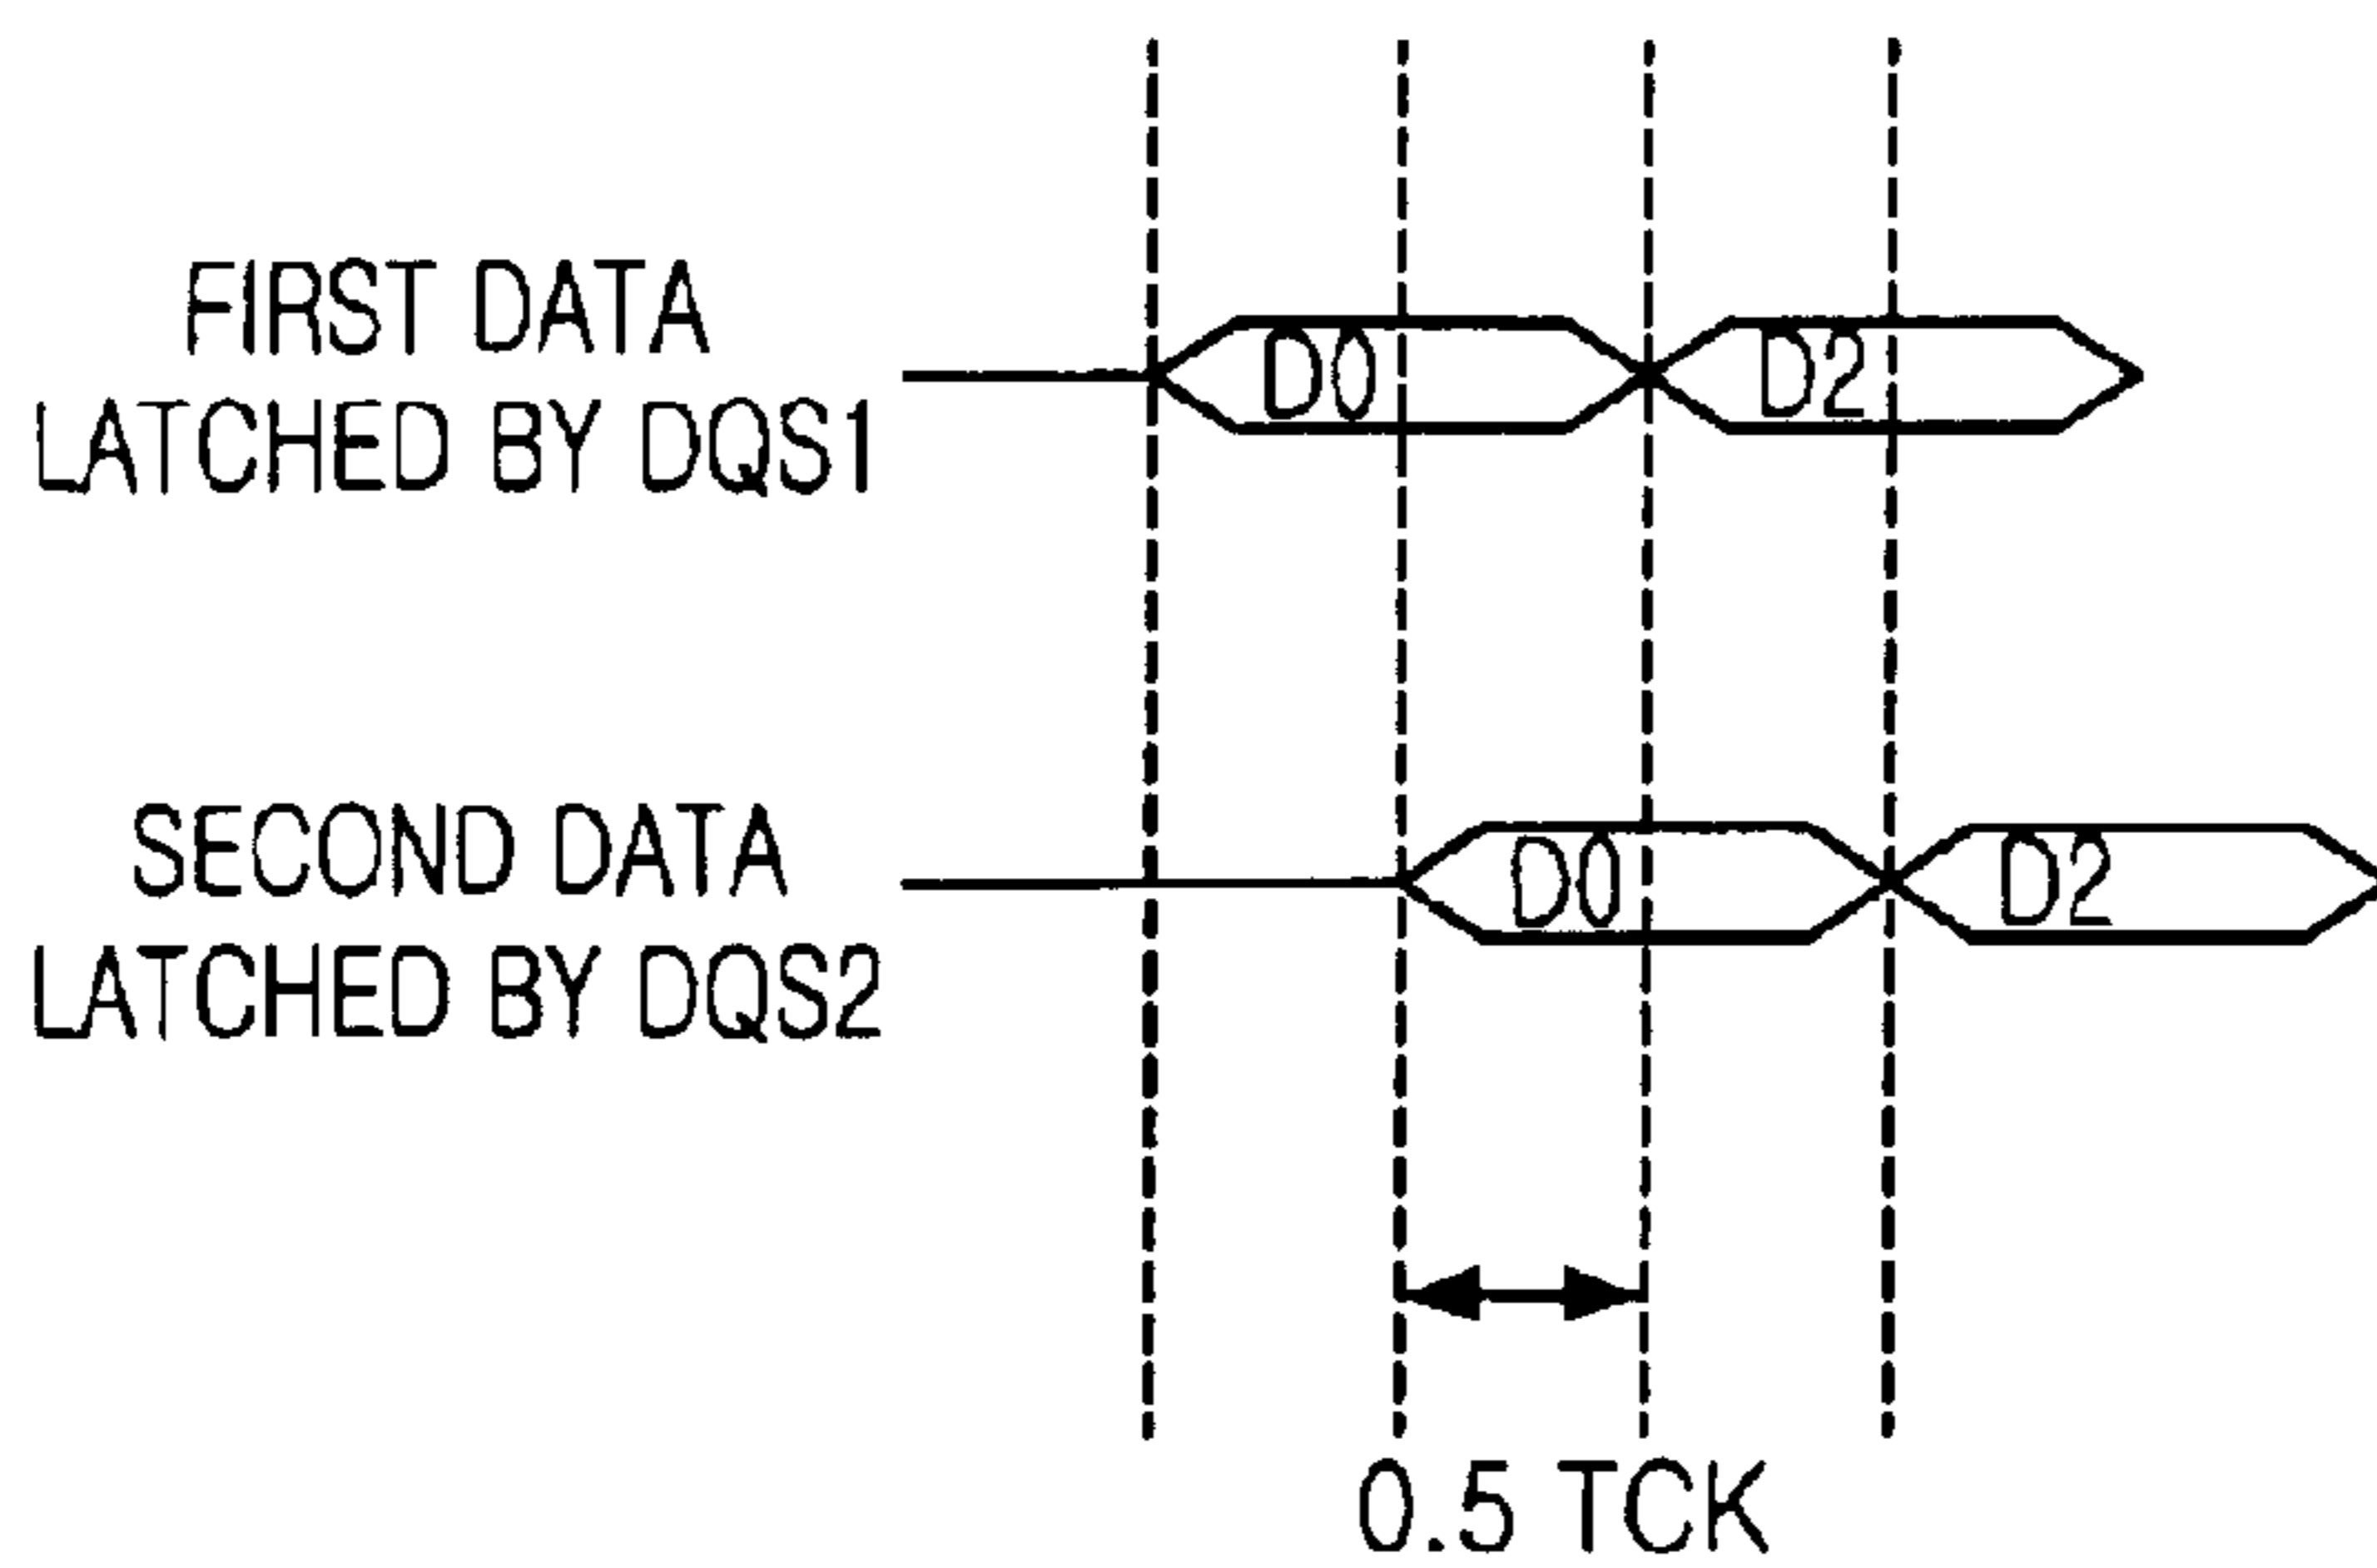 FIRST DATA
LATCHED BY DQS1
D0 D2
SECOND DATA
LATCHED BY DQS2
D0 D2
0.5 TCK